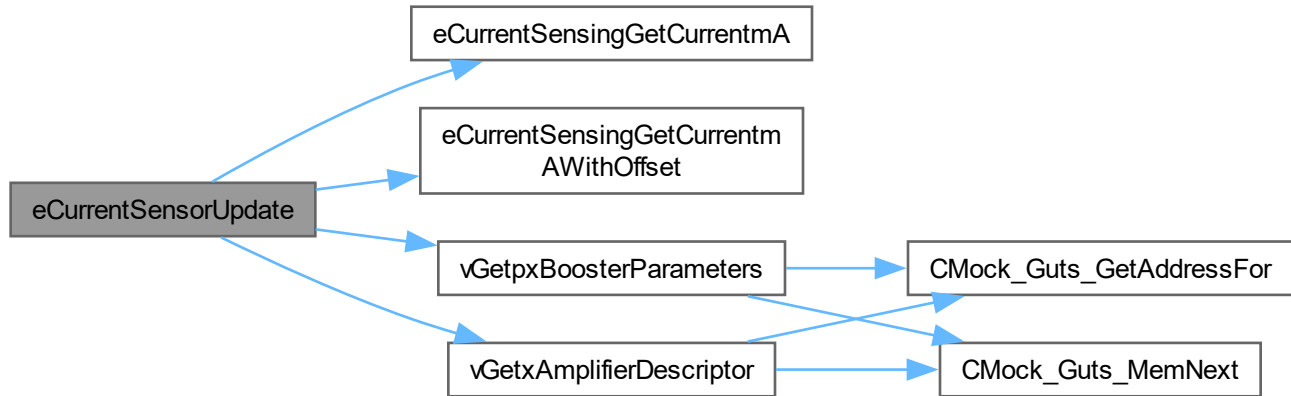 eCurrentSensingGetCurrentmA
eCurrentSensingGetCurrentm
AWithOffset
eCurrentSensorUpdate
vGetpxBoosterParameters
CMock_Guts_GetAddressFor
vGetxAmplifierDescriptor
CMock_Guts_MemNext